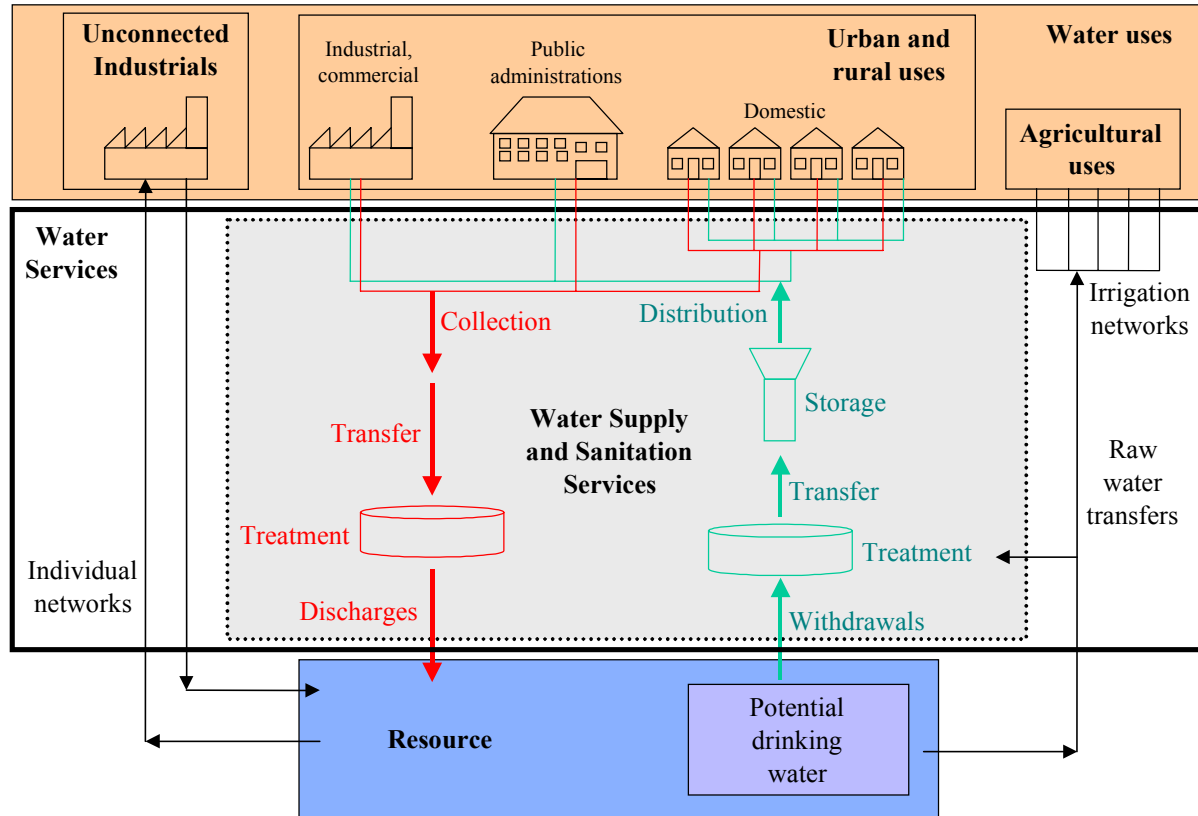 Unconnected
Industrials
Industrial,
commercial
Public
administrations
Urban and
rural uses
Domestic
Water uses
Agricultural
uses
Water
Services
Collection
Distribution
Irrigation
networks
Storage
Transfer
Water Supply
and Sanitation
Services
Transfer
Raw
water
transfers
Treatment
Treatment
Individual
networks
Discharges
Withdrawals
Resource
Potential
drinking
water